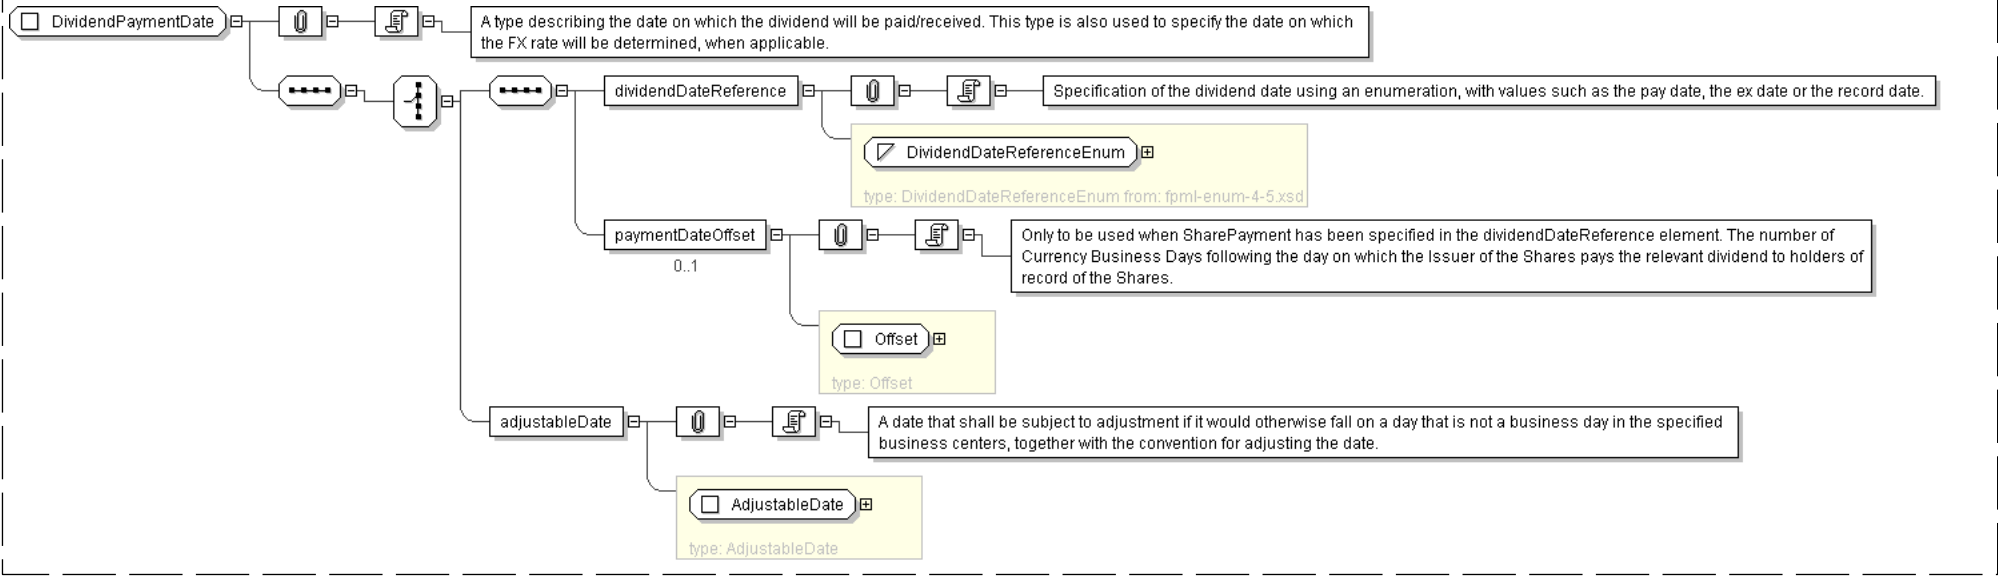 DividendPaymentDate
A type describing the date on which the dividend will be paid/received. This type is also used to specify the date on which
the FX rate will be determined, when applicable.
dividendDateReference
Specification of the dividend date using an enumeration, with values such as the pay date, the ex date or the record date.
DividendDateReferenceEnum
type: DividendDateReferenceEnum from: fpml-enum-4-5.xsd
paymentDateOffset
0..1
Only to be used when SharePayment has been specified in the dividendDateReference element. The number of
Currency Business Days following the day on which the Issuer of the Shares pays the relevant dividend to holders of
record of the Shares.
Offset
type: Offset
adjustableDate
A date that shall be subject to adjustment if it would otherwise fall on a day that is not a business day in the specified
business centers, together with the convention for adjusting the date.
AdjustableDate
type: AdjustableDate